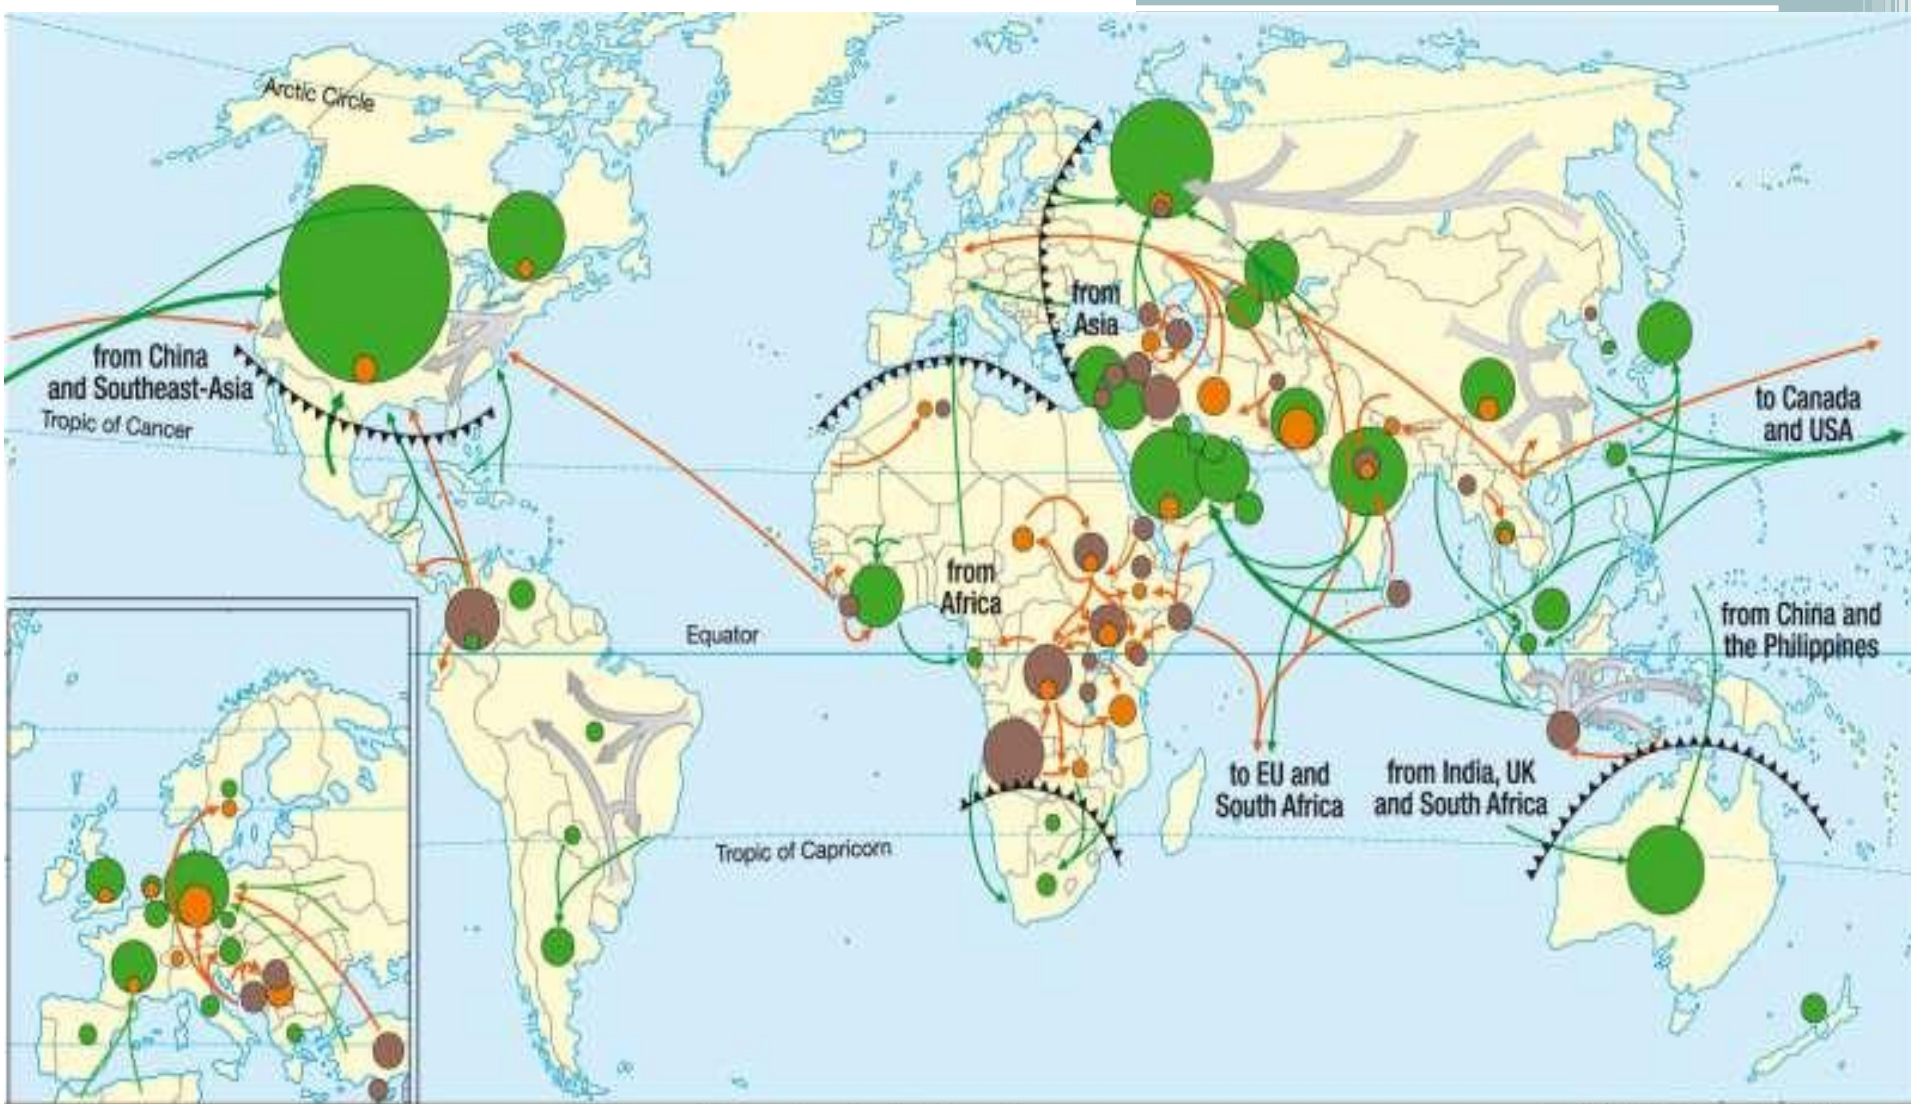 Arctic Circle
from
Asia
from China
and Southeast-Asia
to Canada
and USA
Tropic of Cancer
from
Africa
from China and
the Philippines
Equator
to EU and
South Africa
from India, UK
and South Africa
Tropic of Capricorn